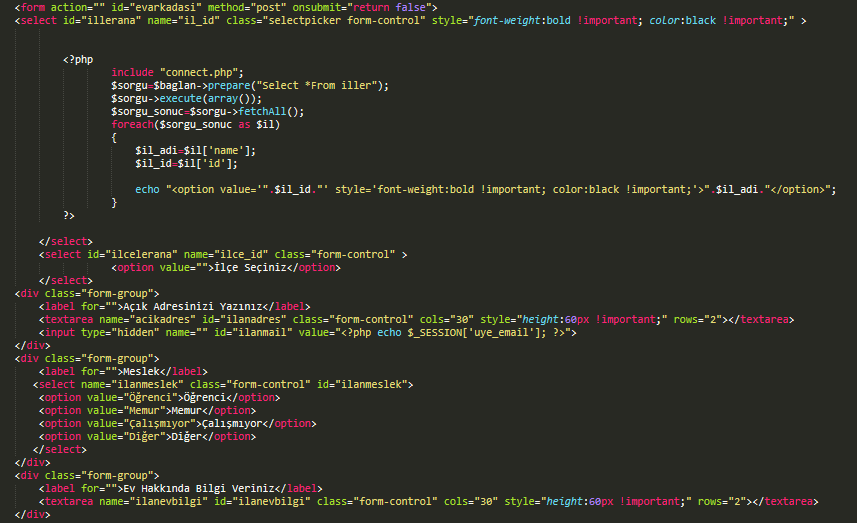 <form action="" id="evarkadasi" method="post" onsubmit="return false">
<select id="illerana" name="il_id" class="selectpicker form-control" style="font-weight:bold !important; color:black !important;" >
<?php
include "connect.php";
$sorgu=$baglan->prepare("Select *From iller");
$sorgu->execute(array());
$sorgu_sonuc=$sorgu->fetchAll();
foreach($sorgu_sonuc as $il)
{
$il_adi=$il['name'];
$il_id=$il['id'];
echo "<option value='".$il_id."' style='font-weight:bold !important; color:black !important;'>".$il_adi."</option>";
}
?>
</select>
<select id="ilcelerana" name="ilce_id" class="form-control" >
<option value="">İlçe Seçiniz</option>
</select>
<div class="form-group">
<label for="">Açık Adresinizi Yazınız</label>
<textarea name="acikadres" id="ilanadres" class="form-control" cols="30" style="height:60px !important;" rows="2"></textarea>
<input type="hidden" name="" id="ilanmail" value="<?php echo $_SESSION['uye_email']; ?>">
</div>
<div class="form-group">
<label for="">Meslek</label>
<select name="ilanmeslek" class="form-control" id="ilanmeslek">
<option value="Öğrenci">Öğrenci</option>
<option value="Memur">Memur</option>
<option value="Çalışmıyor">Çalışmıyor</option>
<option value="Diğer">Diğer</option>
</select>
</div>
<div class="form-group">
<label for="">Ev Hakkında Bilgi Veriniz</label>
<textarea name="ilanevbilgi" id="ilanevbilgi" class="form-control" cols="30" style="height:60px !important;" rows="2"></textarea>
</div>